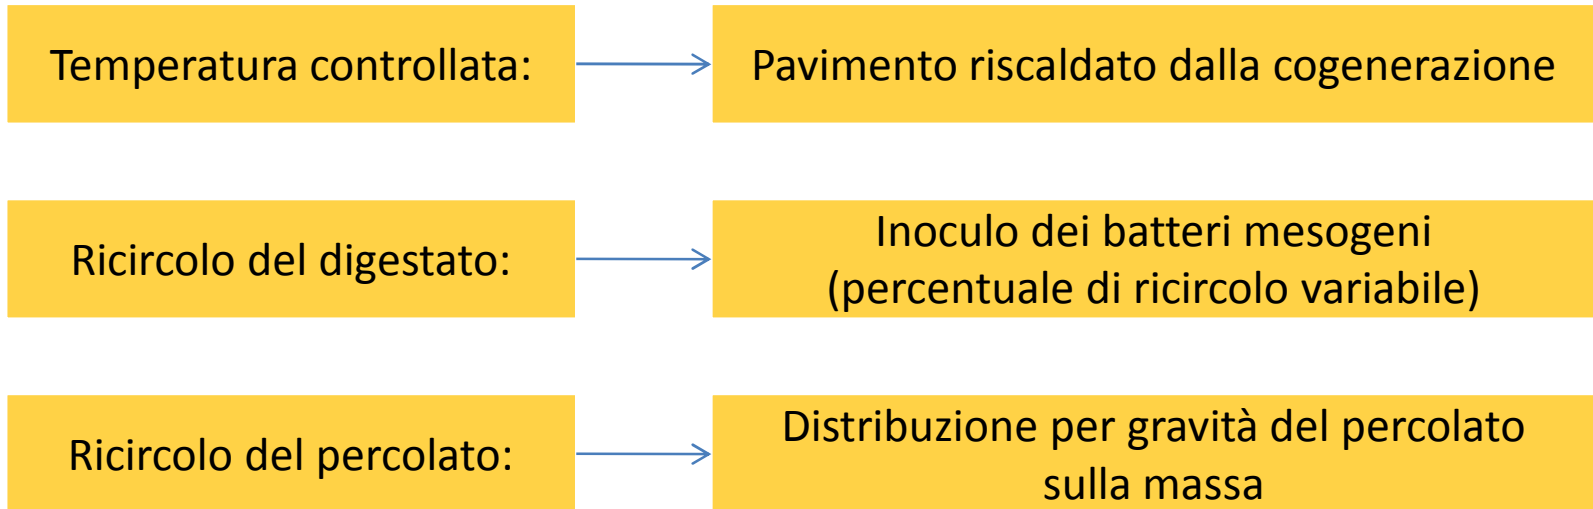 Temperatura controllata:
Pavimento riscaldato dalla cogenerazione
Ricircolo del digestato:
Inoculo dei batteri mesogeni
(percentuale di ricircolo variabile)
Ricircolo del percolato:
Distribuzione per gravità del percolato
sulla massa